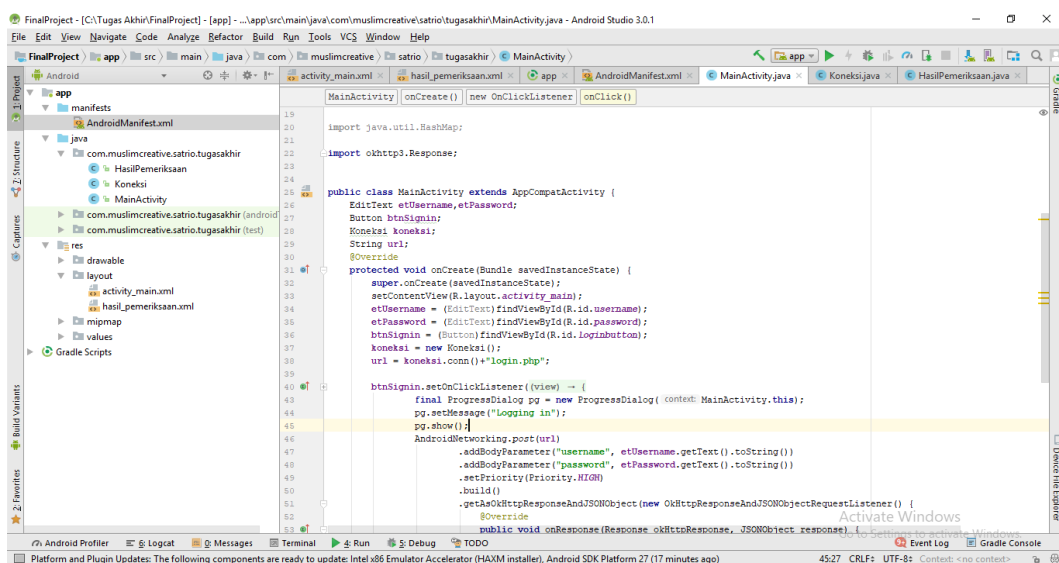 FinalProject - [C:\Tugas Akhir\FinalProject] - [app] - ...\app\src\main\java\com\muslimcreative\satrio\tugasakhir\MainActivity.java - Android Studio 3.0.1
File Edit View Navigate Code Analyze Refactor Build Run Tools VCS Window Help
FinalProject app src main java com muslimcreative satrio tugasakhir MainActivity app
Android activity_main.xml hasil_pemeriksaan.xml app AndroidManifest.xml MainActivity.java Koneksi.java HasilPemeriksaan.java
1: Project
Z: Structure
Captures
Build Variants
2: Favorites
app
manifests
AndroidManifest.xml
java
com.muslimcreative.satrio.tugasakhir
HasilPemeriksaan
Koneksi
MainActivity
com.muslimcreative.satrio.tugasakhir (android
com.muslimcreative.satrio.tugasakhir (test)
res
drawable
layout
activity_main.xml
hasil_pemeriksaan.xml
mipmap
values
Gradle Scripts
MainActivity onCreate() new OnClickListener onClick()
19
20 import java.util.HashMap;
21
22 import okhttp3.Response;
23
24
25 public class MainActivity extends AppCompatActivity {
26 EditText etUsername,etPassword;
27 Button btnSignin;
28 Koneksi koneksi;
29 String url;
30 @Override
31 protected void onCreate(Bundle savedInstanceState) {
32 super.onCreate(savedInstanceState);
33 setContentView(R.layout.activity_main);
34 etUsername = (EditText)findViewById(R.id.username);
35 etPassword = (EditText)findViewById(R.id.password);
36 btnSignin = (Button)findViewById(R.id.Loginbutton);
37 koneksi = new Koneksi();
38 url = koneksi.conn()+"login.php";
39
40 btnSignin.setOnClickListener((view) → {
43 final ProgressDialog pg = new ProgressDialog( context: MainActivity.this);
44 pg.setMessage("Logging in");
45 pg.show();
46 AndroidNetworking.post(url)
47 .addBodyParameter("username", etUsername.getText().toString())
48 .addBodyParameter("password", etPassword.getText().toString())
49 .setPriority(Priority.HIGH)
50 .build()
51 .getAsOkHttpResponseAndJSONObject(new OkHttpResponseAndJSONObjectRequestListener() {
52 @Override
53 public void onResponse(Response okHttpResponse, JSONObject response) {
Gradle
Device File Explorer
Activate Windows
Go to Settings to activate Windows.
Android Profiler 6: Logcat 0: Messages Terminal 4: Run 5: Debug TODO Event Log Gradle Console
Platform and Plugin Updates: The following components are ready to update: Intel x86 Emulator Accelerator (HAXM installer), Android SDK Platform 27 (17 minutes ago) 45:27 CRLF UTF-8 Context: <no context>